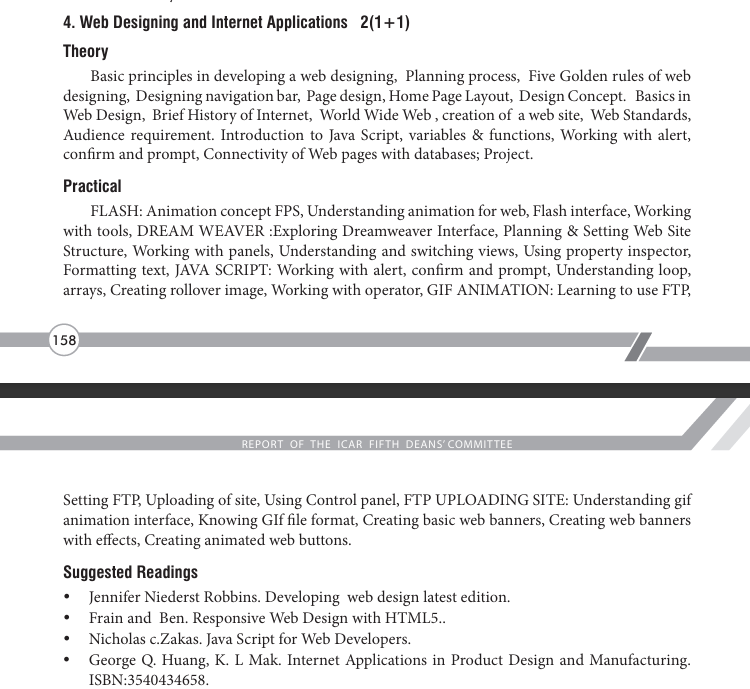 4. Web Designing and Internet Applications 2(1+1)
Theory
Basic principles in developing a web designing, Planning process, Five Golden rules of web
designing, Designing navigation bar, Page design, Home Page Layout, Design Concept. Basics in
Web Design, Brief History of Internet, World Wide Web , creation of a web site, Web Standards,
Audience requirement. Introduction to Java Script, variables & functions, Working with alert,
confirm and prompt, Connectivity of Web pages with databases; Project.
Practical
FLASH: Animation concept FPS, Understanding animation for web, Flash interface, Working
with tools, DREAM WEAVER :Exploring Dreamweaver Interface, Planning & Setting Web Site
Structure, Working with panels, Understanding and switching views, Using property inspector,
Formatting text, JAVA SCRIPT: Working with alert, confirm and prompt, Understanding loop,
arrays, Creating rollover image, Working with operator, GIF ANIMATION: Learning to use FTP,
158
REPORT OF THE ICAR FIFTH DEANS' COMMITTEE
Setting FTP, Uploading of site, Using Control panel, FTP UPLOADING SITE: Understanding gif
animation interface, Knowing GIf file format, Creating basic web banners, Creating web banners
with effects, Creating animated web buttons.
Suggested Readings
• Jennifer Niederst Robbins. Developing web design latest edition.
• Frain and Ben. Responsive Web Design with HTML5..
• Nicholas c.Zakas. Java Script for Web Developers.
• George Q. Huang, K. L Mak. Internet Applications in Product Design and Manufacturing.
ISBN:3540434658.